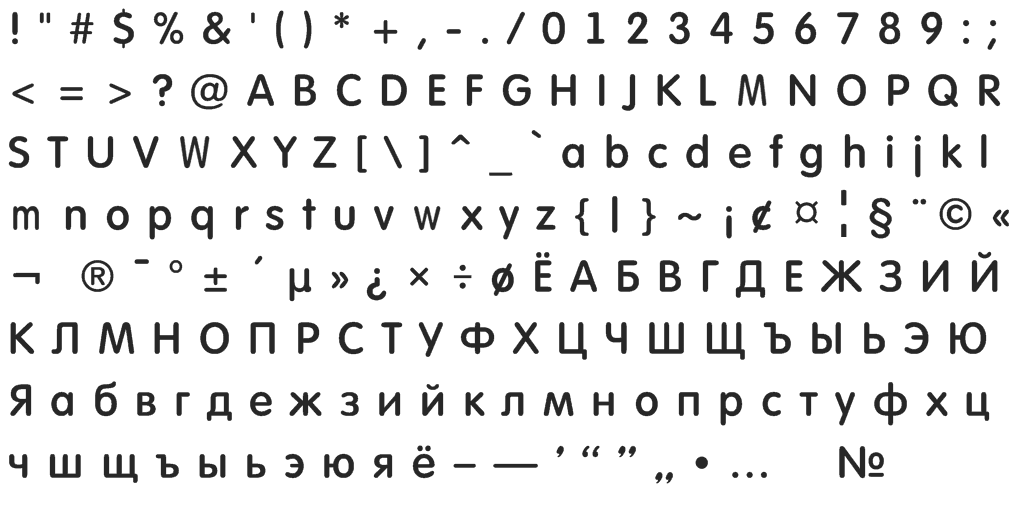 ! " # $ % & ' ( ) * + , - . / 0 1 2 3 4 5 6 7 8 9 : ;
< = > ? @ A B C D E F G H I J K L M N O P Q R
S T U V W X Y Z [ \ ] ^ _ ` a b c d e f g h i j k l
m n o p q r s t u v w x y z { | } ~ ¡ ¢ ¤ ¦ § ¨ © «
¬ ® ¯ ° ± ´ µ » ¿ × ÷ ø Ё А Б В Г Д Е Ж З И Й
К Л М Н О П Р С Т У Ф Х Ц Ч Ш Щ Ъ Ы Ь Э Ю
Я а б в г д е ж з и й к л м н о п р с т у ф х ц
ч ш щ ъ ы ь э ю я ё – — ’ “ ” „ • … №